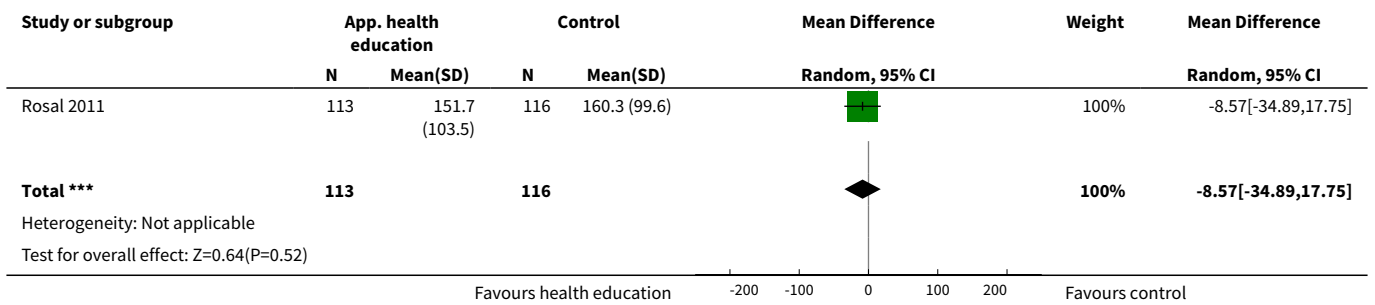 Study or subgroup App. health education Control Mean Difference Weight Mean Difference
N Mean(SD) N Mean(SD) Random, 95% CI Random, 95% CI
Rosal 2011 113 151.7 (103.5) 116 160.3 (99.6) 100% -8.57[-34.89,17.75]
Total *** 113 116 100% -8.57[-34.89,17.75]
Heterogeneity: Not applicable
Test for overall effect: Z=0.64(P=0.52)
Favours health education -200 -100 0 100 200 Favours control